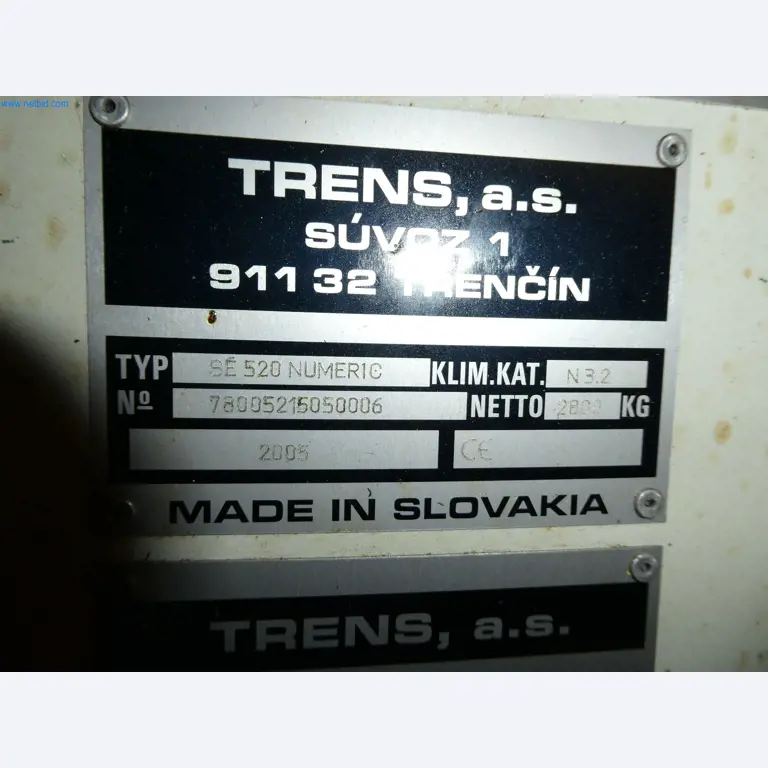 www.netbid.com
TRENS, a.s.
SÚVOZ 1
911 32 TRENČÍN
TYP SE 520 NUMERIC KLIM.KAT. N 3.2
Nº 78005215050006 NETTO 2800 KG
2005 CE
MADE IN SLOVAKIA
TRENS, a.s.